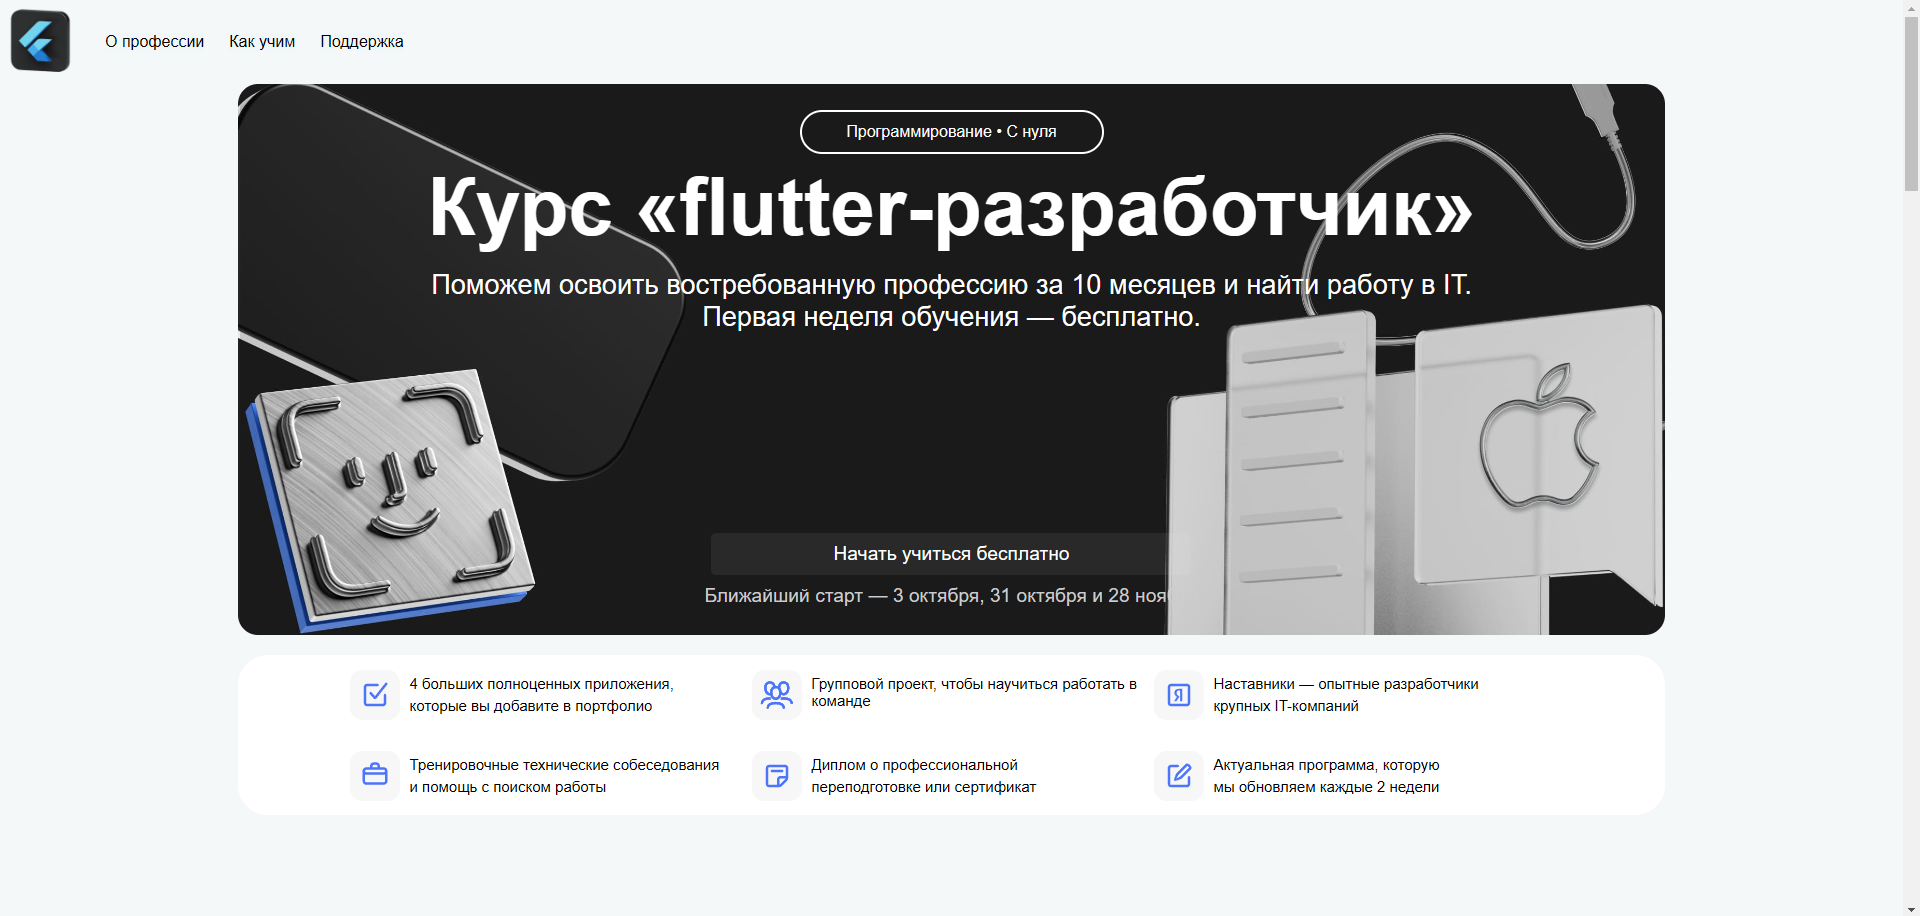 О профессии Как учим Поддержка
Программирование • С нуля
Курс «flutter-разработчик»
Поможем освоить востребованную профессию за 10 месяцев и найти работу в IT.
Первая неделя обучения — бесплатно.
Начать учиться бесплатно
Ближайший старт — 3 октября, 31 октября и 28
4 больших полноценных приложения,
которые вы добавите в портфолио
Групповой проект, чтобы научиться работать в
команде
Наставники — опытные разработчики
крупных IT-компаний
Тренировочные технические собеседования
и помощь с поиском работы
Диплом о профессиональной
переподготовке или сертификат
Актуальная программа, которую
мы обновляем каждые 2 недели